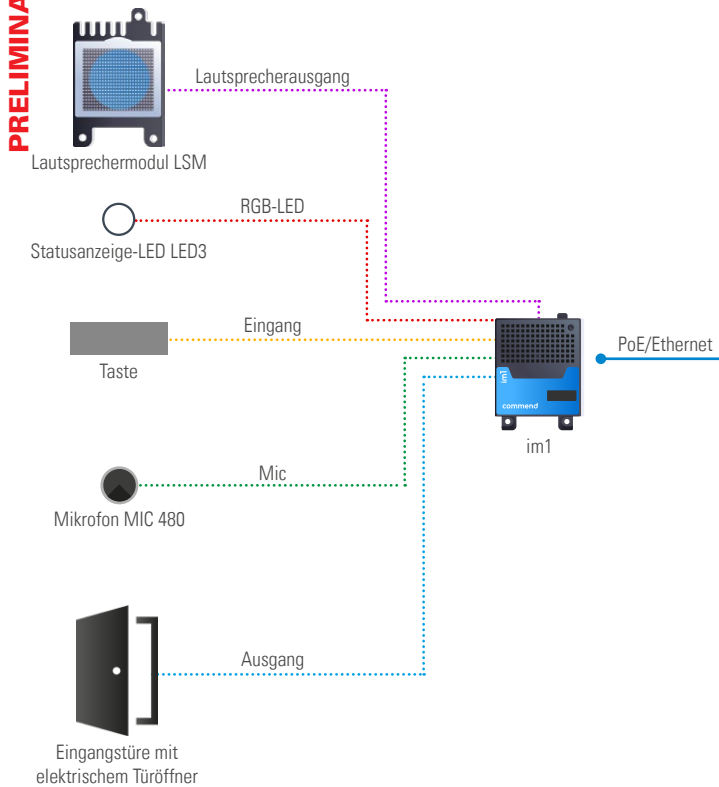 PRELIMINA
Lautsprecherausgang
Lautsprechermodul LSM
RGB-LED
Statusanzeige-LED LED3
Eingang
Taste
PoE/Ethernet
im1
commend
im1
Mic
Mikrofon MIC 480
Ausgang
Eingangstüre mit
elektrischem Türöffner